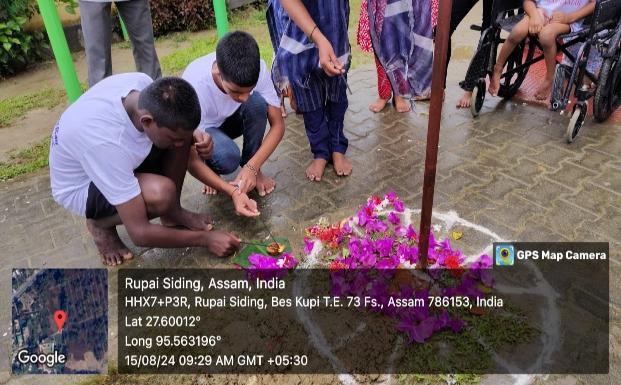 GPS Map Camera
Rupai Siding, Assam, India
HHX7+P3R, Rupai Siding, Bes Kupi T.E. 73 Fs., Assam 786153, India
Lat 27.60012°
Long 95.563196°
15/08/24 09:29 AM GMT +05:30
Google